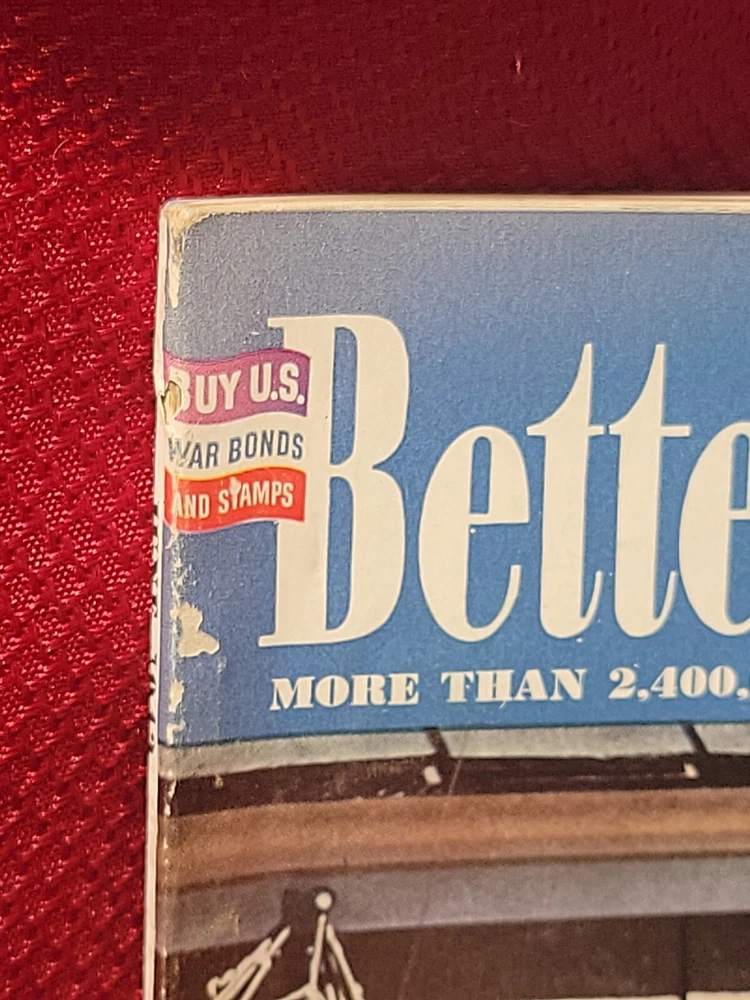 BUY U.S.
WAR BONDS
AND STAMPS
Bette
MORE THAN 2,400,